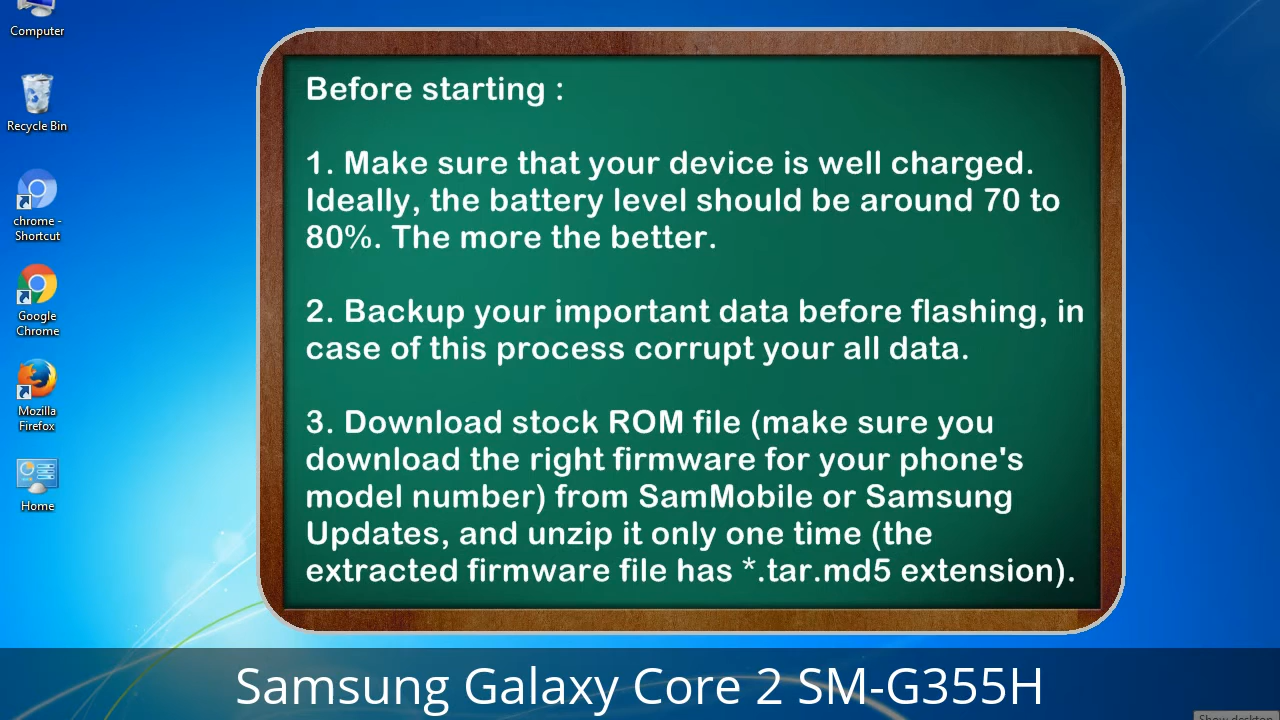 Computer
Recycle Bin
chrome -
Shortcut
Google
Chrome
Mozilla
Firefox
Home
Before starting :
1. Make sure that your device is well charged.
Ideally, the battery level should be around 70 to
80%. The more the better.
2. Backup your important data before flashing, in
case of this process corrupt your all data.
3. Download stock ROM file (make sure you
download the right firmware for your phone's
model number) from SamMobile or Samsung
Updates, and unzip it only one time (the
extracted firmware file has *.tar.md5 extension).
Samsung Galaxy Core 2 SM-G355H
Show desktop